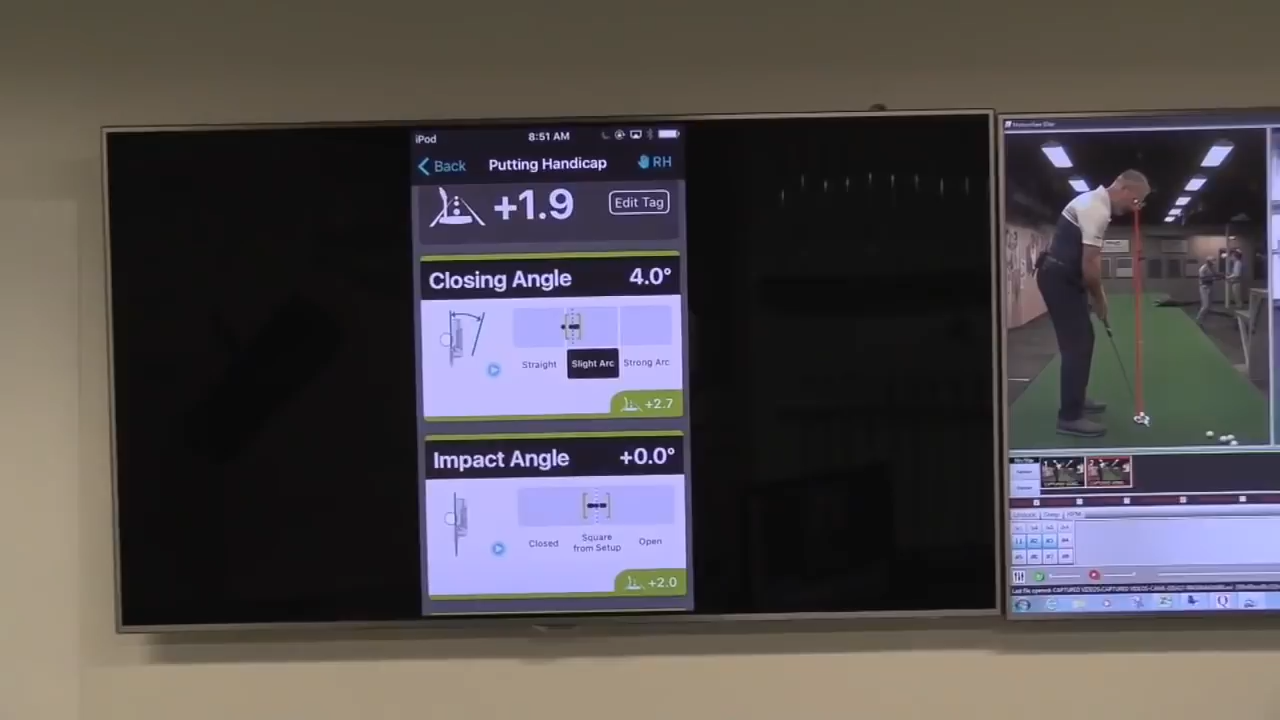 iPod 8:51 AM
Back Putting Handicap RH
+1.9 Edit Tag
Closing Angle 4.0°
Straight Slight Arc Strong Arc
+2.7
Impact Angle +0.0°
Closed Square from Setup Open
+2.0